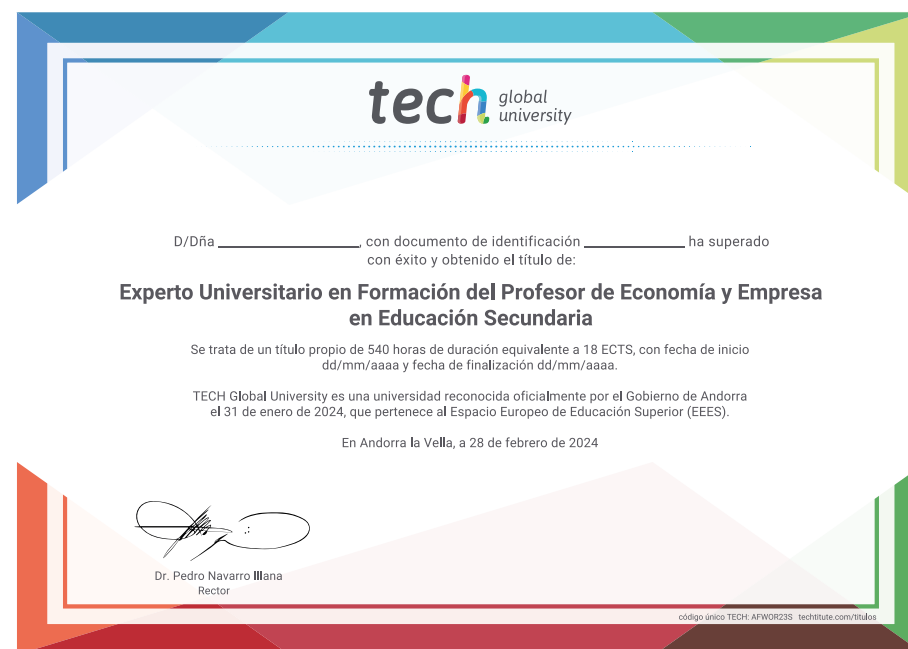 tech global university
D/Dña ____________________, con documento de identificación ______________ ha superado
con éxito y obtenido el título de:
Experto Universitario en Formación del Profesor de Economía y Empresa
en Educación Secundaria
Se trata de un título propio de 540 horas de duración equivalente a 18 ECTS, con fecha de inicio
dd/mm/aaaa y fecha de finalización dd/mm/aaaa.
TECH Global University es una universidad reconocida oficialmente por el Gobierno de Andorra
el 31 de enero de 2024, que pertenece al Espacio Europeo de Educación Superior (EEES).
En Andorra la Vella, a 28 de febrero de 2024
Dr. Pedro Navarro Illana
Rector
código único TECH: AFWOR23S techtitute.com/titulos